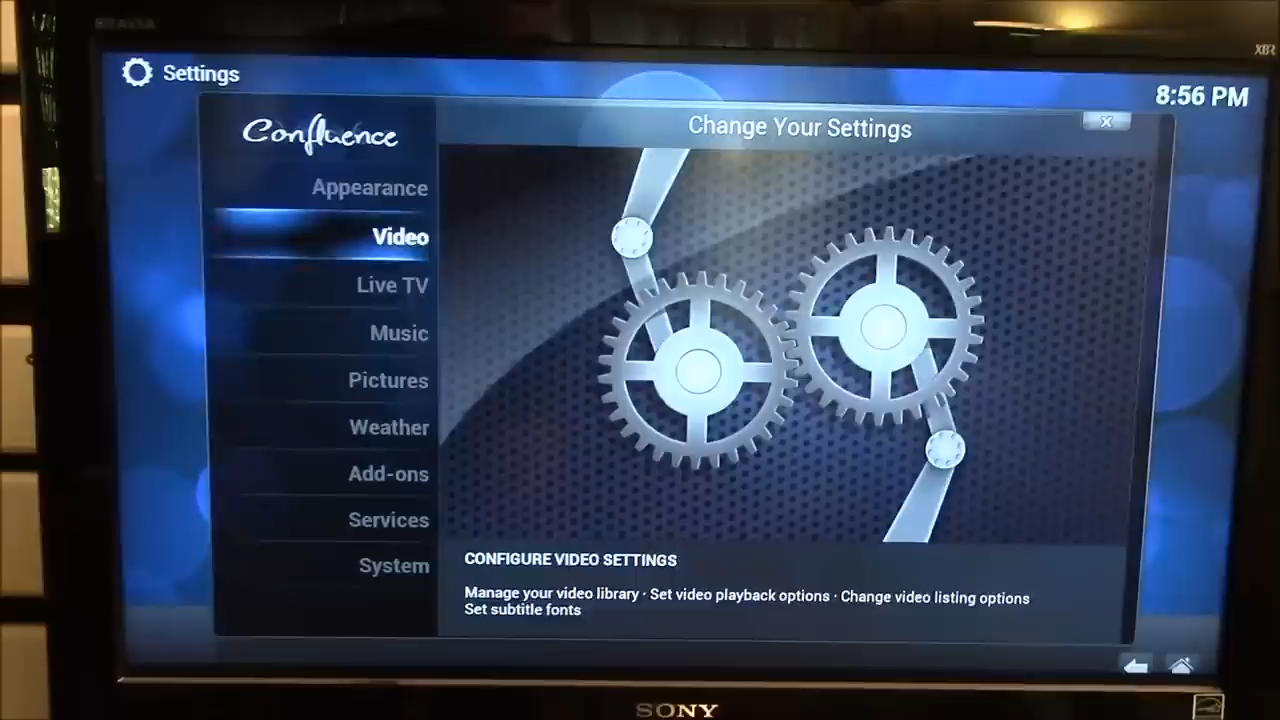 BRAVIA
XBR
Settings
8:56 PM
Confluence
Change Your Settings
x
Appearance
Video
Live TV
Music
Pictures
Weather
Add-ons
Services
System
CONFIGURE VIDEO SETTINGS
Manage your video library · Set video playback options · Change video listing options
Set subtitle fonts
SONY